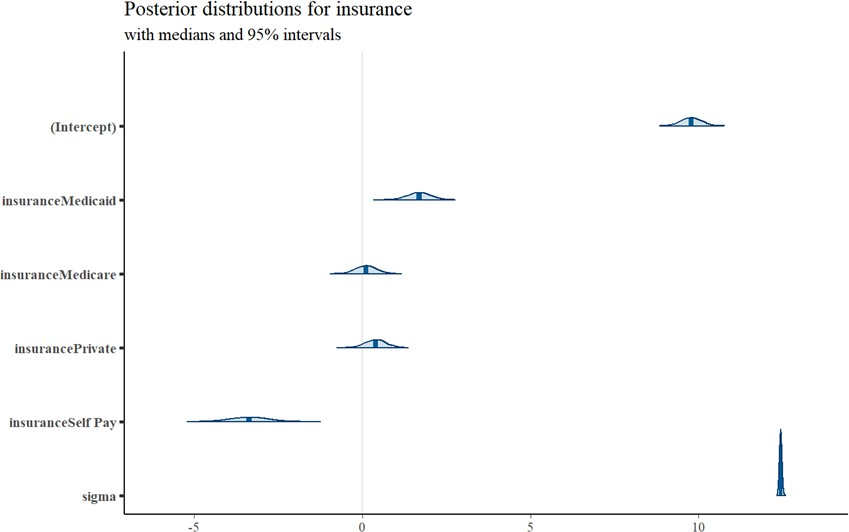 Posterior distributions for insurance
with medians and 95% intervals
(Intercept)
insuranceMedicaid
insuranceMedicare
insurancePrivate
insuranceSelf Pay
sigma
-5 0 5 10